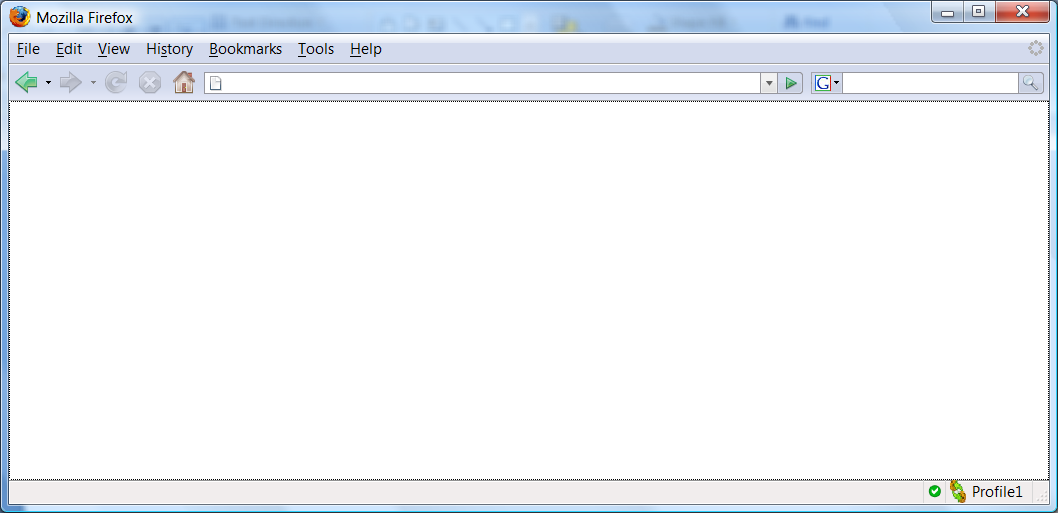 Mozilla Firefox
File Edit View History Bookmarks Tools Help
G
Profile1